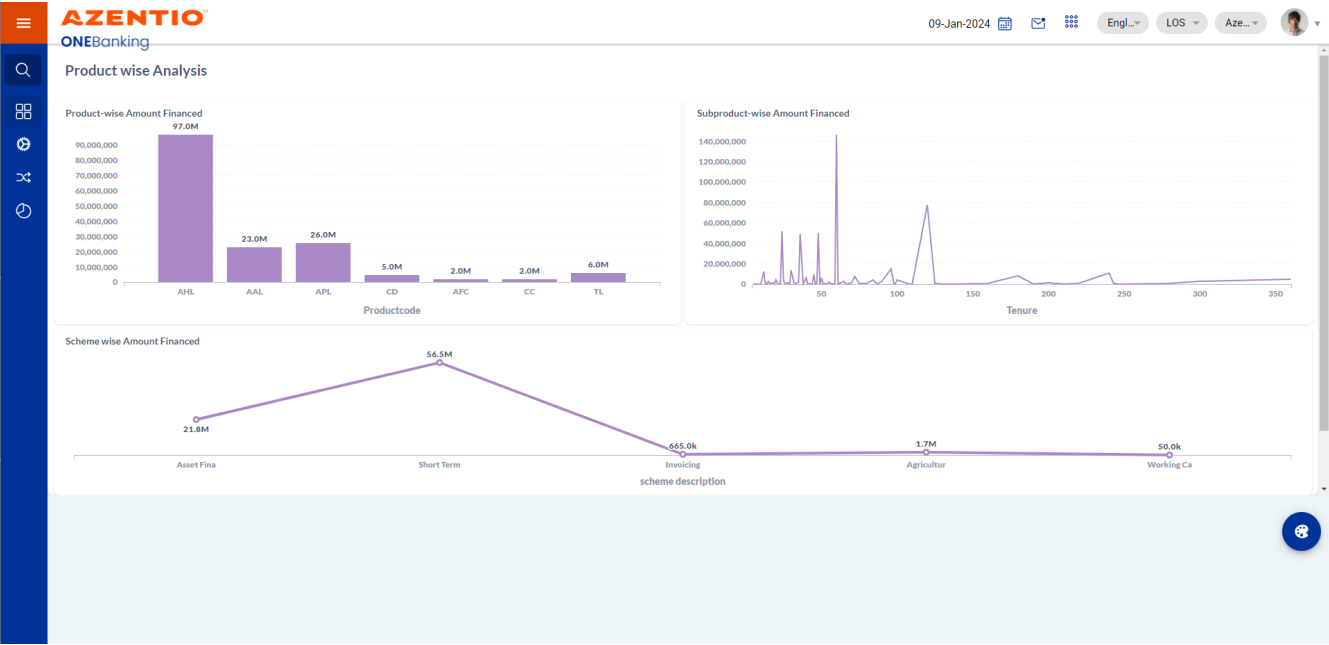 AZENTIO
ONEBanking
09-Jan-2024
Engl...
LOS
Aze...
Product wise Analysis
Product-wise Amount Financed
97.0M
90,000,000
80,000,000
70,000,000
60,000,000
50,000,000
40,000,000
30,000,000
20,000,000
10,000,000
0
23.0M
26.0M
5.0M
2.0M
2.0M
6.0M
AHL
AAL
APL
CD
AFC
CC
TL
Productcode
Subproduct-wise Amount Financed
140,000,000
120,000,000
100,000,000
80,000,000
60,000,000
40,000,000
20,000,000
0
50
100
150
200
250
300
350
Tenure
Scheme wise Amount Financed
21.8M
56.5M
665.0k
1.7M
50.0k
Asset Fina
Short Term
Invoicing
Agricultur
Working Ca
scheme description